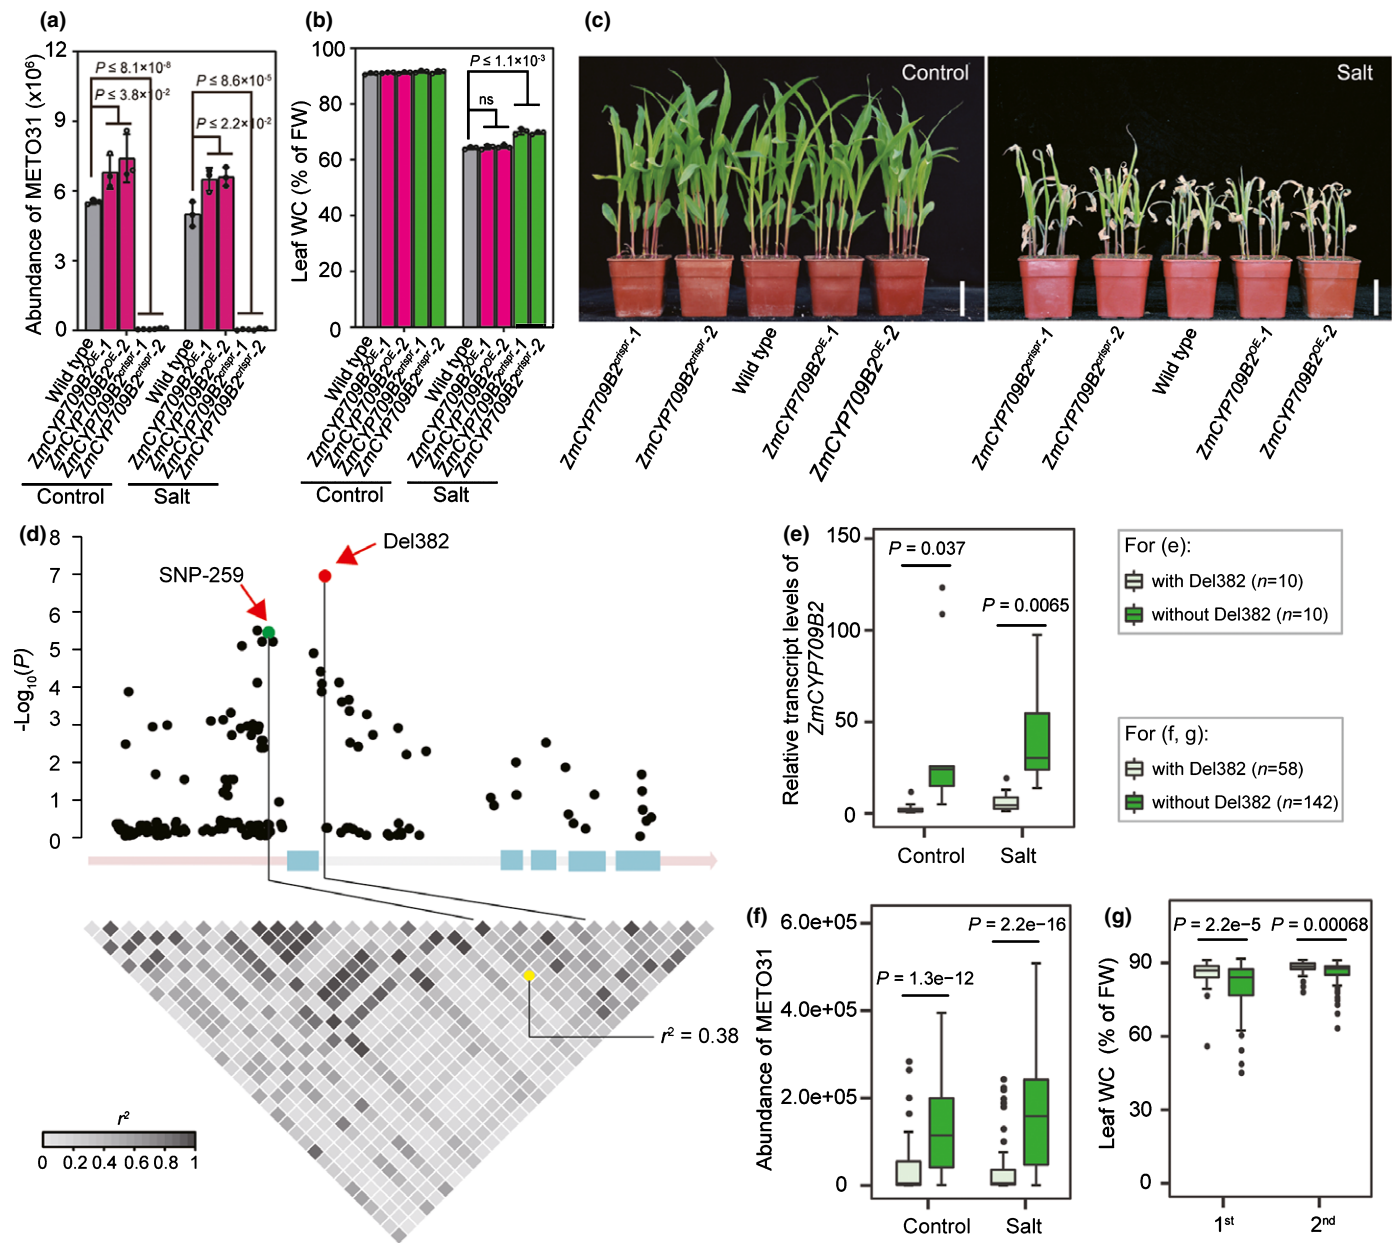 (a)
Abundance of METO31 (x10⁶)
12
9
6
3
0
P ≤ 8.1×10⁻⁸
P ≤ 3.8×10⁻²
P ≤ 8.6×10⁻⁵
P ≤ 2.2×10⁻²
Wild type
ZmCYP709B2ᴼᴱ-1
ZmCYP709B2ᴼᴱ-2
ZmCYP709B2ᶜʳⁱˢᵖʳ-1
ZmCYP709B2ᶜʳⁱˢᵖʳ-2
Wild type
ZmCYP709B2ᴼᴱ-1
ZmCYP709B2ᴼᴱ-2
ZmCYP709B2ᶜʳⁱˢᵖʳ-1
ZmCYP709B2ᶜʳⁱˢᵖʳ-2
Control
Salt
(b)
Leaf WC (% of FW)
100
80
60
40
20
0
P ≤ 1.1×10⁻³
ns
Wild type
ZmCYP709B2ᴼᴱ-1
ZmCYP709B2ᴼᴱ-2
ZmCYP709B2ᶜʳⁱˢᵖʳ-1
ZmCYP709B2ᶜʳⁱˢᵖʳ-2
Wild type
ZmCYP709B2ᴼᴱ-1
ZmCYP709B2ᴼᴱ-2
ZmCYP709B2ᶜʳⁱˢᵖʳ-1
ZmCYP709B2ᶜʳⁱˢᵖʳ-2
Control
Salt
(c)
Control
Salt
ZmCYP709B2ᶜʳⁱˢᵖʳ-1
ZmCYP709B2ᶜʳⁱˢᵖʳ-2
Wild type
ZmCYP709B2ᴼᴱ-1
ZmCYP709B2ᴼᴱ-2
ZmCYP709B2ᶜʳⁱˢᵖʳ-1
ZmCYP709B2ᶜʳⁱˢᵖʳ-2
Wild type
ZmCYP709B2ᴼᴱ-1
ZmCYP709B2ᴼᴱ-2
(d)
-Log₁₀(P)
8
7
6
5
4
3
2
1
0
SNP-259
Del382
r² = 0.38
r²
0 0.2 0.4 0.6 0.8 1
(e)
Relative transcript levels of
ZmCYP709B2
150
100
50
0
P = 0.037
P = 0.0065
Control
Salt
For (e):
with Del382 (n=10)
without Del382 (n=10)
For (f, g):
with Del382 (n=58)
without Del382 (n=142)
(f)
Abundance of METO31
6.0e+05
4.0e+05
2.0e+05
0
P = 1.3e−12
P = 2.2e−16
Control
Salt
(g)
Leaf WC (% of FW)
90
60
30
0
P = 2.2e−5
P = 0.00068
1ˢᵗ
2ⁿᵈ